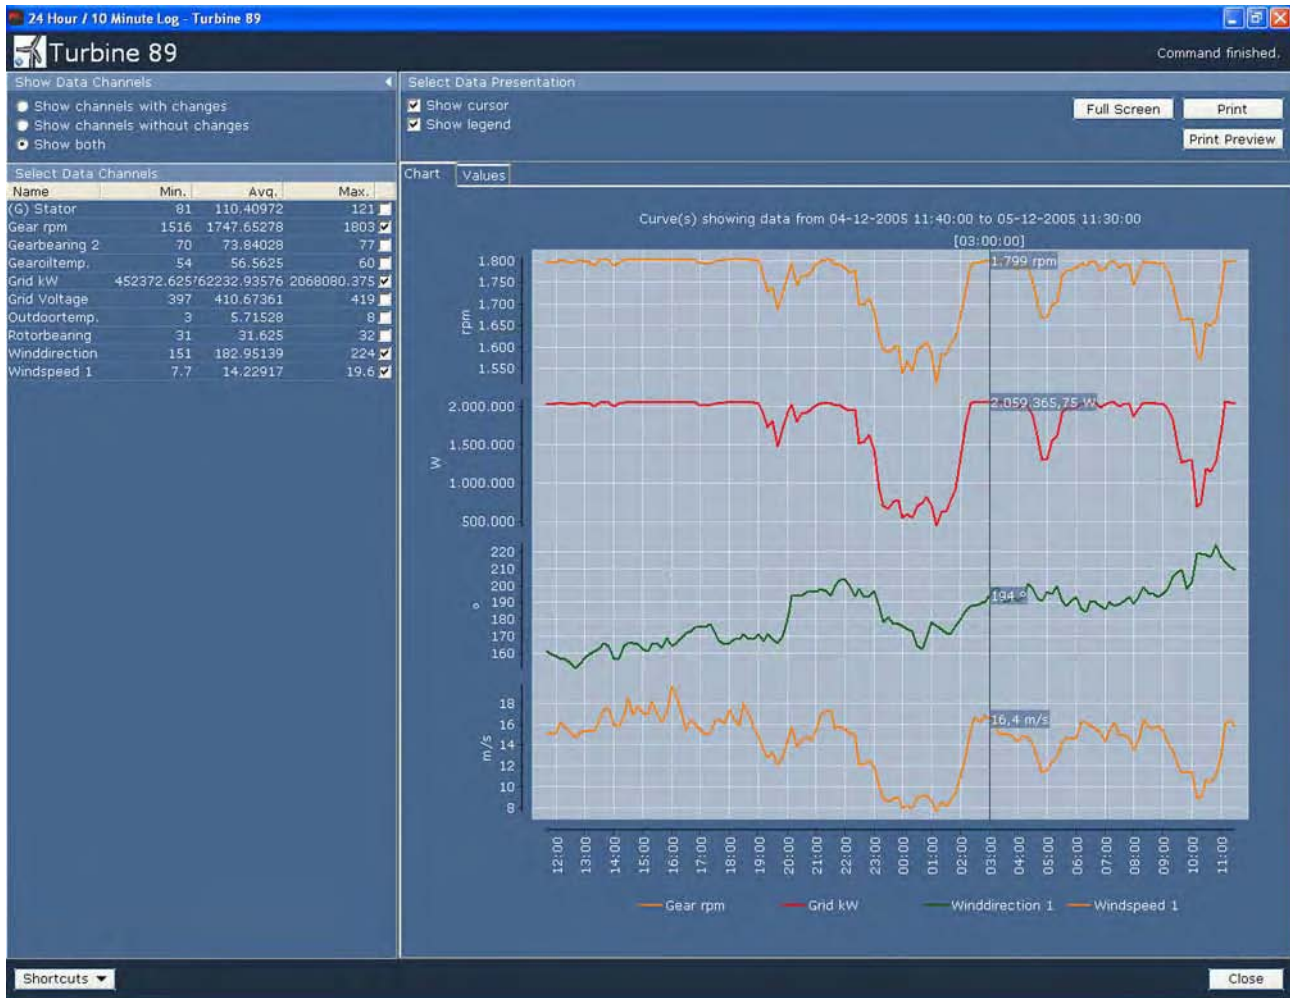 24 Hour / 10 Minute Log - Turbine 89
Turbine 89
Command finished.
Show Data Channels
Show channels with changes
Show channels without changes
Show both
Select Data Presentation
Show cursor
Show legend
Full Screen
Print
Print Preview
Select Data Channels
Name Min. Avg. Max.
(G) Stator 81 110.40972 121
Gear rpm 1516 1747.65278 1803
Gearbearing 2 70 73.84028 77
Gearoiltemp. 54 56.5625 60
Grid kW 452372.625 762232.93576 2068080.375
Grid Voltage 397 410.67361 419
Outdoortemp. 3 5.71528 8
Rotorbearing 31 31.625 32
Winddirection 151 182.95139 224
Windspeed 1 7.7 14.22917 19.6
Chart Values
Curve(s) showing data from 04-12-2005 11:40:00 to 05-12-2005 11:30:00
[03:00:00]
1.800
1.750
1.700
1.650
1.600
1.550
rpm
1.799 rpm
2.000.000
1.500.000
1.000.000
500.000
W
2.059.365,75 W
220
210
200
190
180
170
160
°
194 °
18
16
14
12
10
8
m/s
16,4 m/s
12:00 13:00 14:00 15:00 16:00 17:00 18:00 19:00 20:00 21:00 22:00 23:00 00:00 01:00 02:00 03:00 04:00 05:00 06:00 07:00 08:00 09:00 10:00 11:00
Gear rpm Grid kW Winddirection 1 Windspeed 1
Shortcuts
Close